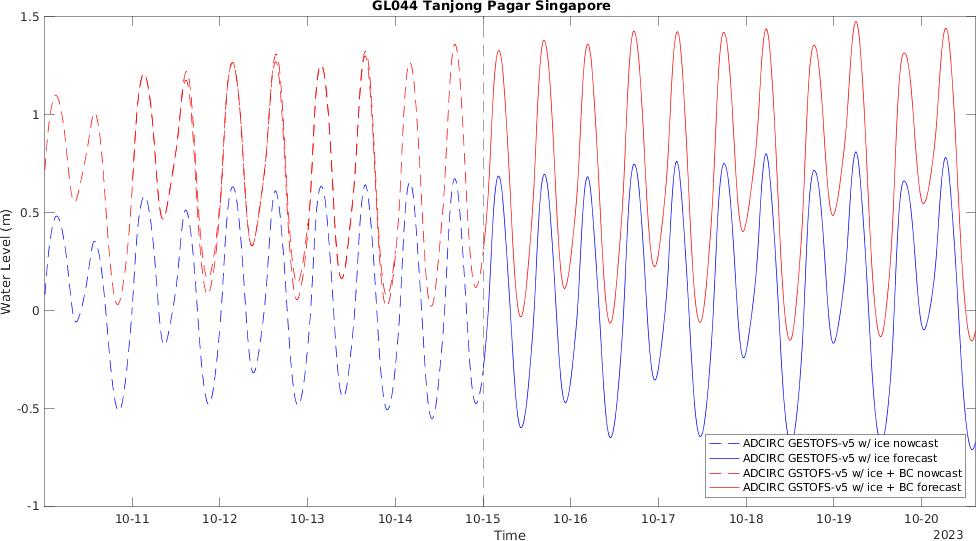 GL044 Tanjong Pagar Singapore
1.5
1
0.5
0
-0.5
-1
Water Level (m)
10-11 10-12 10-13 10-14 10-15 10-16 10-17 10-18 10-19 10-20
Time
2023
ADCIRC GESTOFS-v5 w/ ice nowcast
ADCIRC GESTOFS-v5 w/ ice forecast
ADCIRC GSTOFS-v5 w/ ice + BC nowcast
ADCIRC GSTOFS-v5 w/ ice + BC forecast